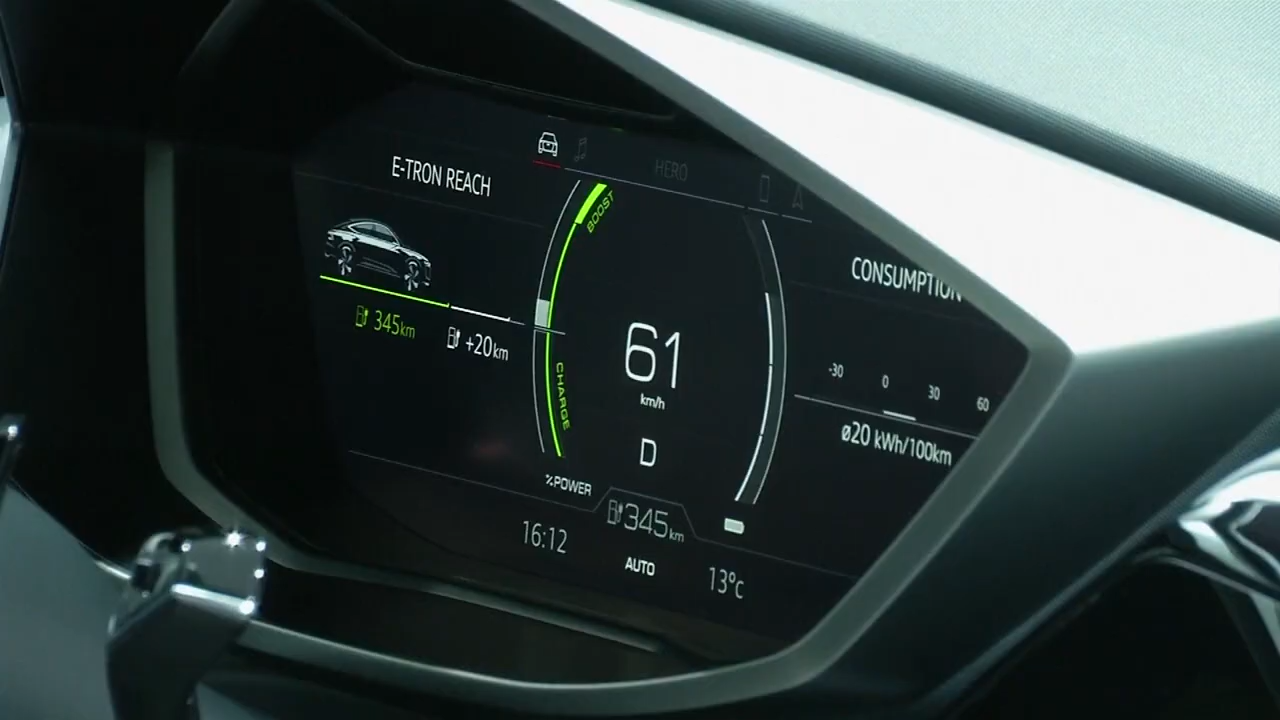 HERO
E-TRON REACH
345km
+20km
BOOST
CHARGE
61
km/h
D
%POWER
345km
CONSUMPTION
-30 0 30 60
ø20 kWh/100km
16:12
AUTO
13°C